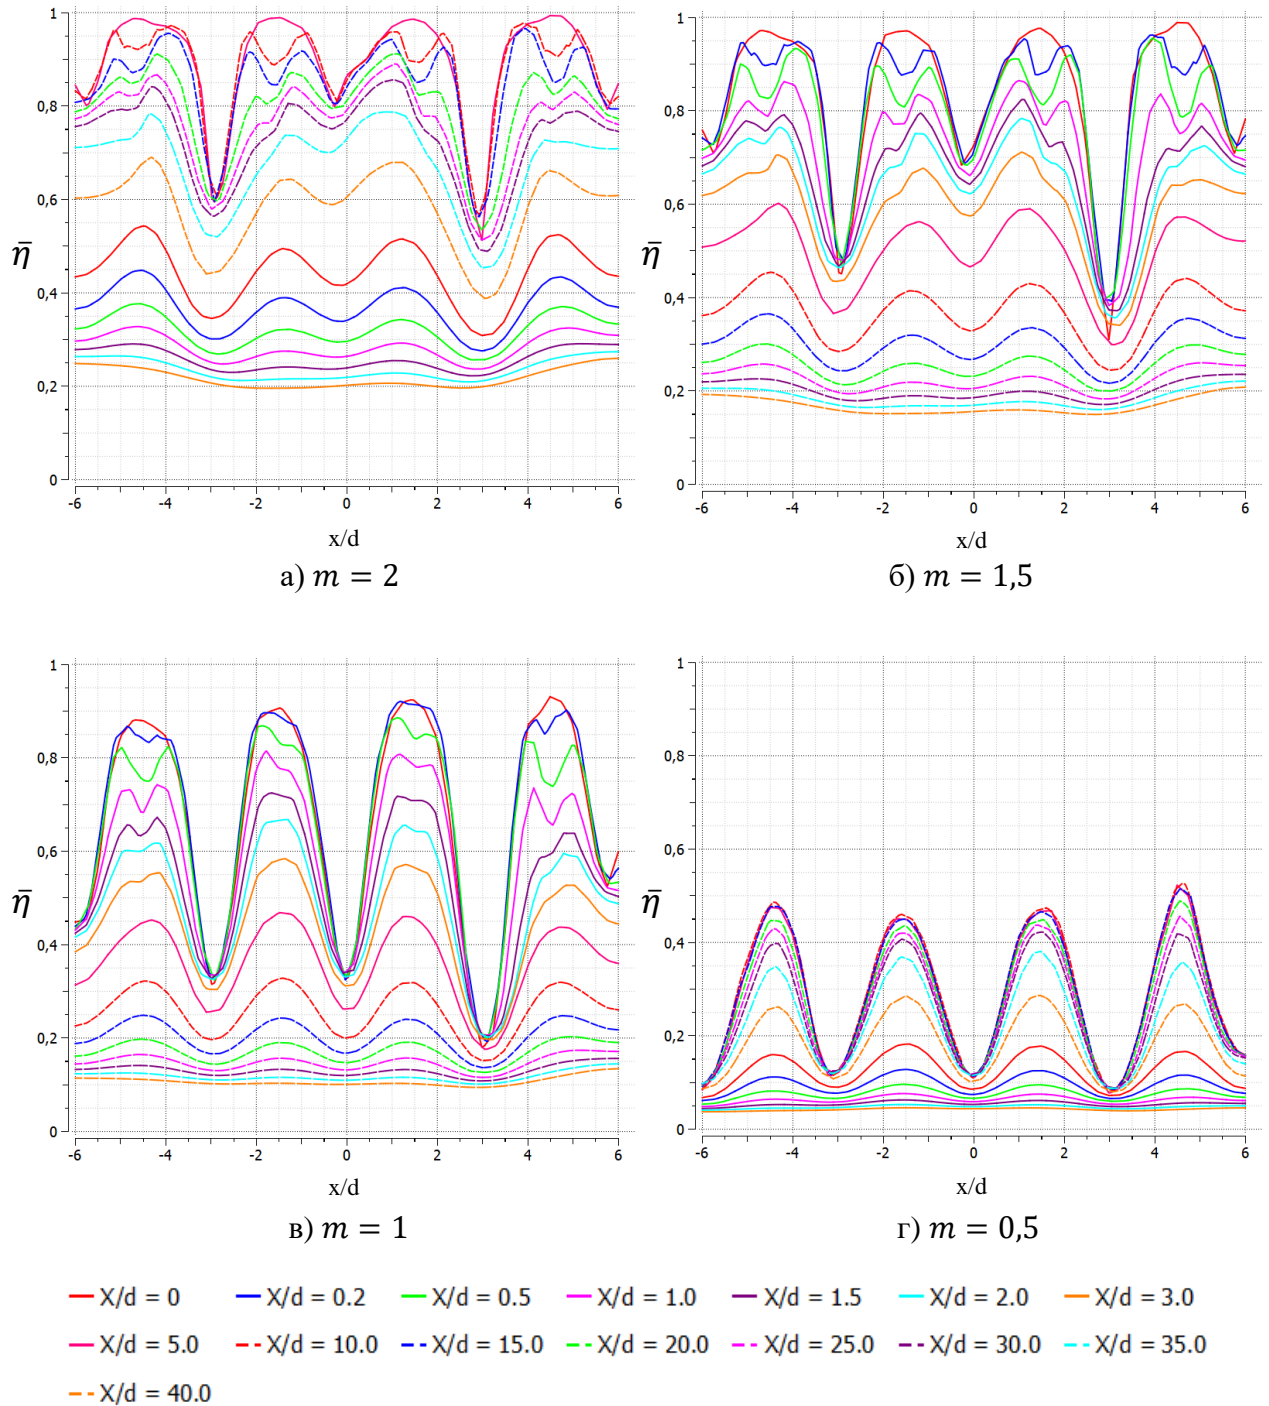 1
0,8
0,6
η̄
0,4
0,2
0
-6 -4 -2 0 2 4 6
x/d
а) m = 2
1
0,8
0,6
η̄
0,4
0,2
0
-6 -4 -2 0 2 4 6
x/d
б) m = 1,5
1
0,8
0,6
η̄
0,4
0,2
0
-6 -4 -2 0 2 4 6
x/d
в) m = 1
1
0,8
0,6
η̄
0,4
0,2
0
-6 -4 -2 0 2 4 6
x/d
г) m = 0,5
X/d = 0 X/d = 0.2 X/d = 0.5 X/d = 1.0 X/d = 1.5 X/d = 2.0 X/d = 3.0
X/d = 5.0 X/d = 10.0 X/d = 15.0 X/d = 20.0 X/d = 25.0 X/d = 30.0 X/d = 35.0
X/d = 40.0